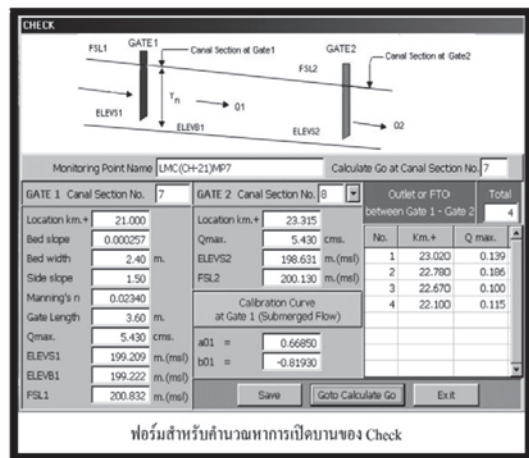 CHECK
FSL1
GATE1
Canal Section at Gate1
GATE2
Canal Section at Gate2
FSL2
Yn
ELEVS1
Q1
ELEVB1
ELEVS2
Q2
Monitoring Point Name LMC(CH-21)MP7 Calculate Go at Canal Section No. 7
GATE 1 Canal Section No. 7
Location km.+ 21.000
Bed slope 0.000257
Bed width 2.40 m.
Side slope 1.50
Manning's n 0.02340
Gate Length 3.60 m.
Qmax. 5.430 cms.
ELEVS1 199.209 m.(msl)
ELEVB1 199.222 m.(msl)
FSL1 200.832 m.(msl)
GATE 2 Canal Section No. 8
Location km.+ 23.315
Qmax. 5.430 cms.
ELEVS2 198.631 m.(msl)
FSL2 200.130 m.(msl)
Calibration Curve
at Gate 1 (Submerged Flow)
a01 = 0.66850
b01 = -0.81930
Outlet or FTO Total
between Gate 1 - Gate 2 4
No. Km.+ Q max.
1 23.020 0.139
2 22.780 0.186
3 22.670 0.100
4 22.100 0.115
Save Goto Calculate Go Exit
ฟอร์มสำหรับคำนวณหาการเปิดบานของ Check